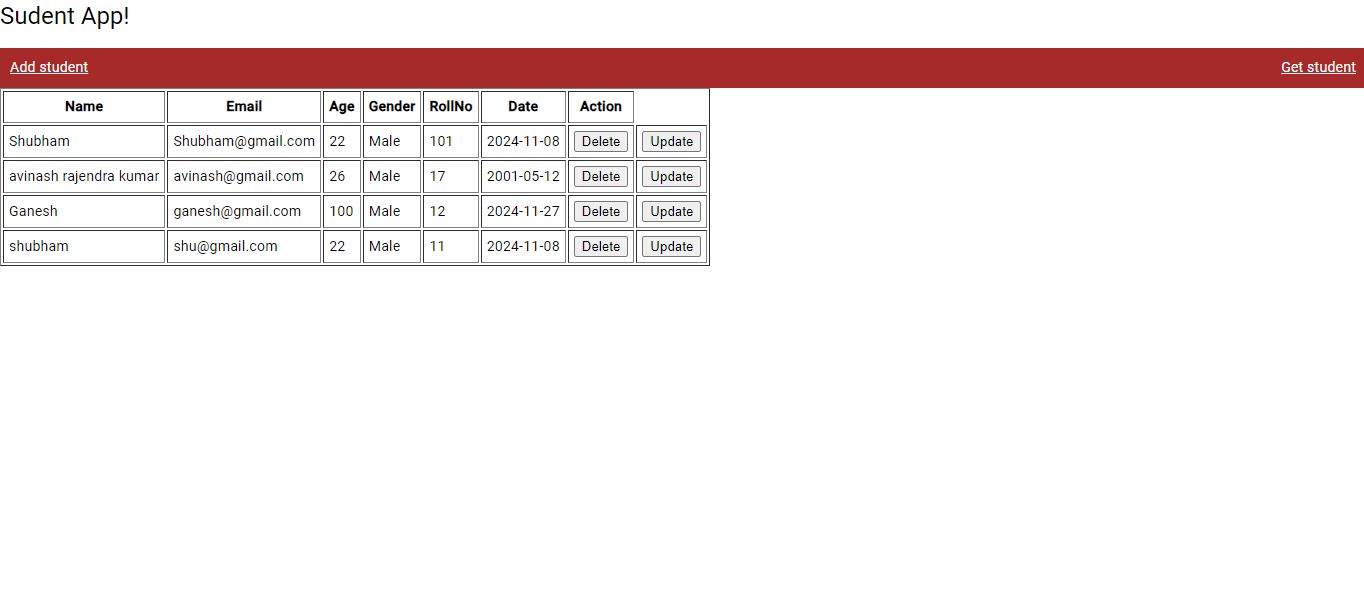 Sudent App!
Add student Get student
Name Email Age Gender RollNo Date Action
Shubham Shubham@gmail.com 22 Male 101 2024-11-08 Delete Update
avinash rajendra kumar avinash@gmail.com 26 Male 17 2001-05-12 Delete Update
Ganesh ganesh@gmail.com 100 Male 12 2024-11-27 Delete Update
shubham shu@gmail.com 22 Male 11 2024-11-08 Delete Update